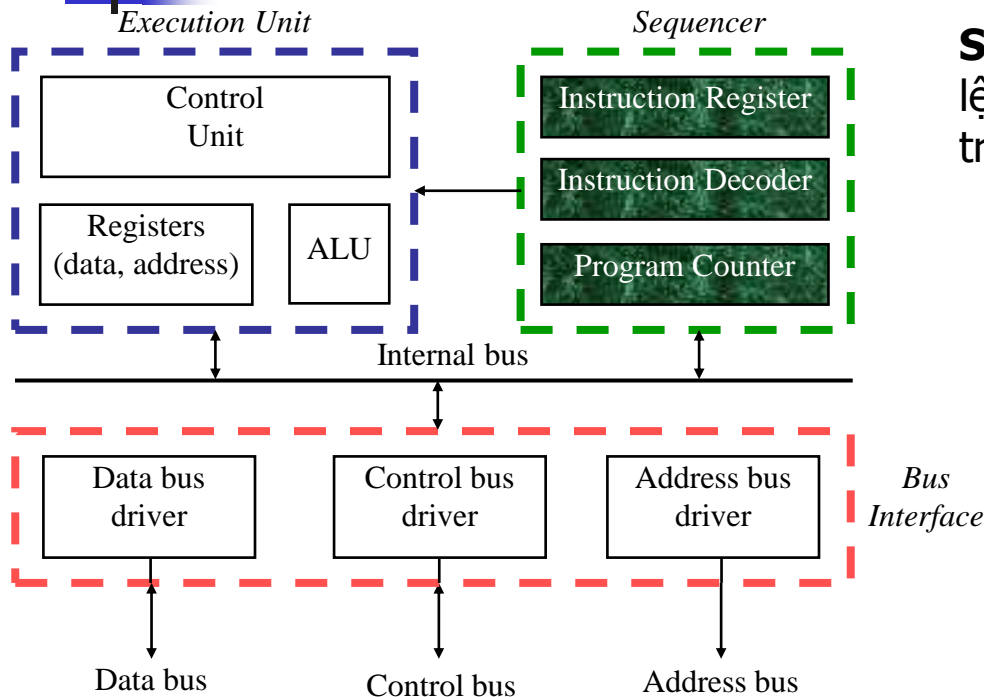 Execution Unit
Sequencer
Control
Unit
Registers
(data, address)
ALU
Instruction Register
Instruction Decoder
Program Counter
Internal bus
Data bus
driver
Control bus
driver
Address bus
driver
Bus
Interface
Data bus
Control bus
Address bus